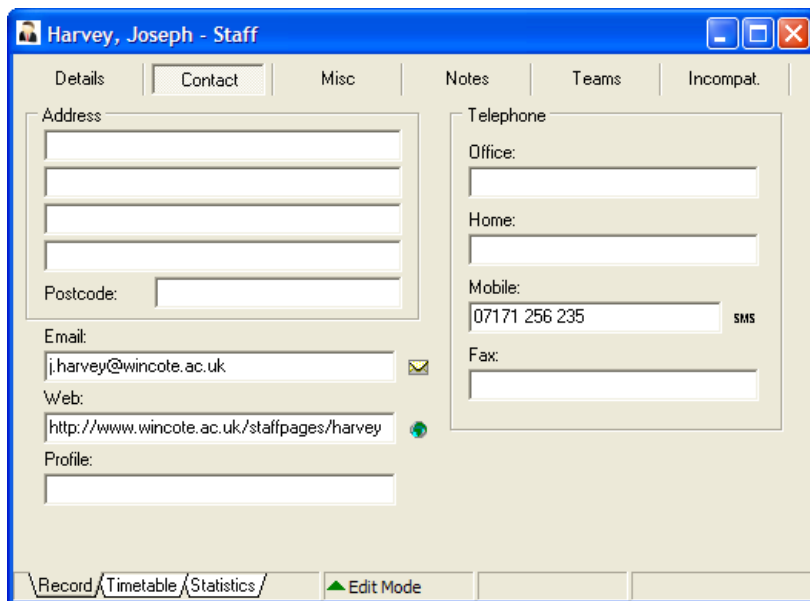 Harvey, Joseph - Staff
Details Contact Misc Notes Teams Incompat.
Address
Postcode:
Email:
j.harvey@wincote.ac.uk
Web:
http://www.wincote.ac.uk/staffpages/harvey
Profile:
Telephone
Office:
Home:
Mobile:
07171 256 235 SMS
Fax:
Record Timetable Statistics Edit Mode